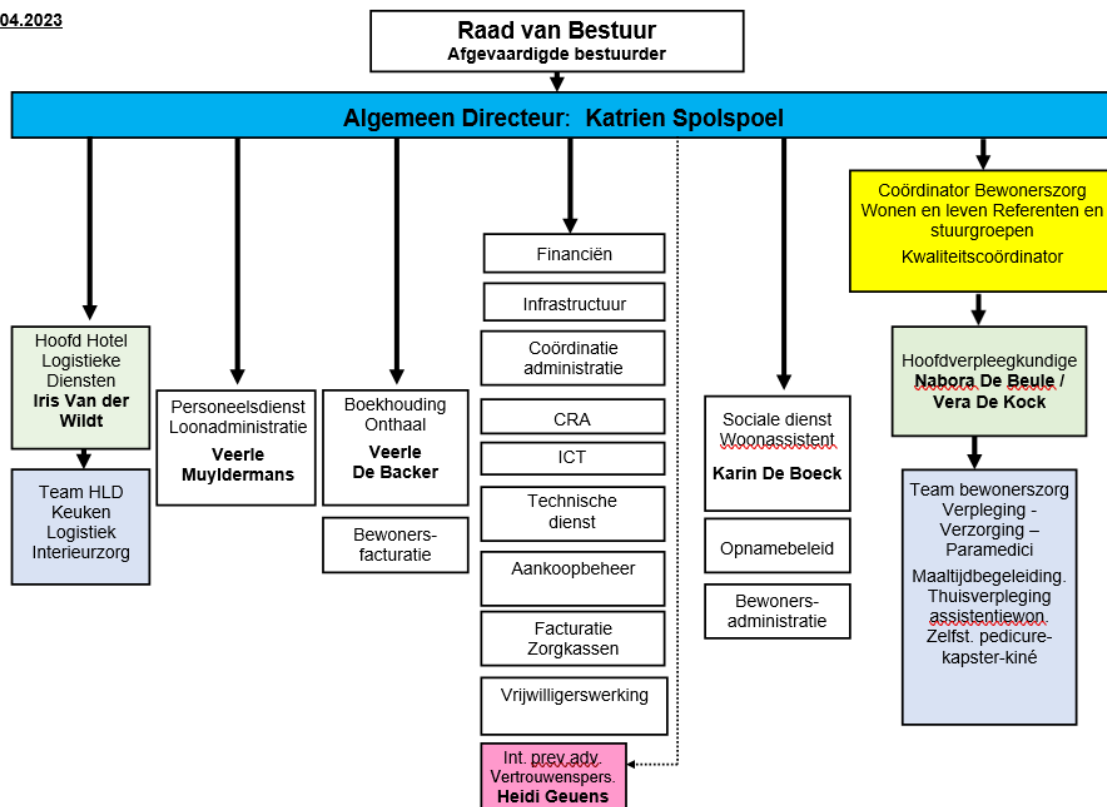 04.2023
Raad van Bestuur
Afgevaardigde bestuurder
Algemeen Directeur: Katrien Spolspoel
Hoofd Hotel
Logistieke
Diensten
Iris Van der
Wildt
Team HLD
Keuken
Logistiek
Interieurzorg
Personeelsdienst
Loonadministratie
Veerle
Muyldermans
Boekhouding
Onthaal
Veerle
De Backer
Bewoners-
facturatie
Financiën
Infrastructuur
Coördinatie
administratie
CRA
ICT
Technische
dienst
Aankoopbeheer
Facturatie
Zorgkassen
Vrijwilligerswerking
Int. prev.adv.
Vertrouwenspers.
Heidi Geuens
Sociale dienst
Woonassistent
Karin De Boeck
Opnamebeleid
Bewoners-
administratie
Coördinator Bewonerszorg
Wonen en leven Referenten en
stuurgroepen
Kwaliteitscoördinator
Hoofdverpleegkundige
Nabora De Beule /
Vera De Kock
Team bewonerszorg
Verpleging -
Verzorging –
Paramedici
Maaltijdbegeleiding.
Thuisverpleging
assistentiewon.
Zelfst. pedicure-
kapster-kiné